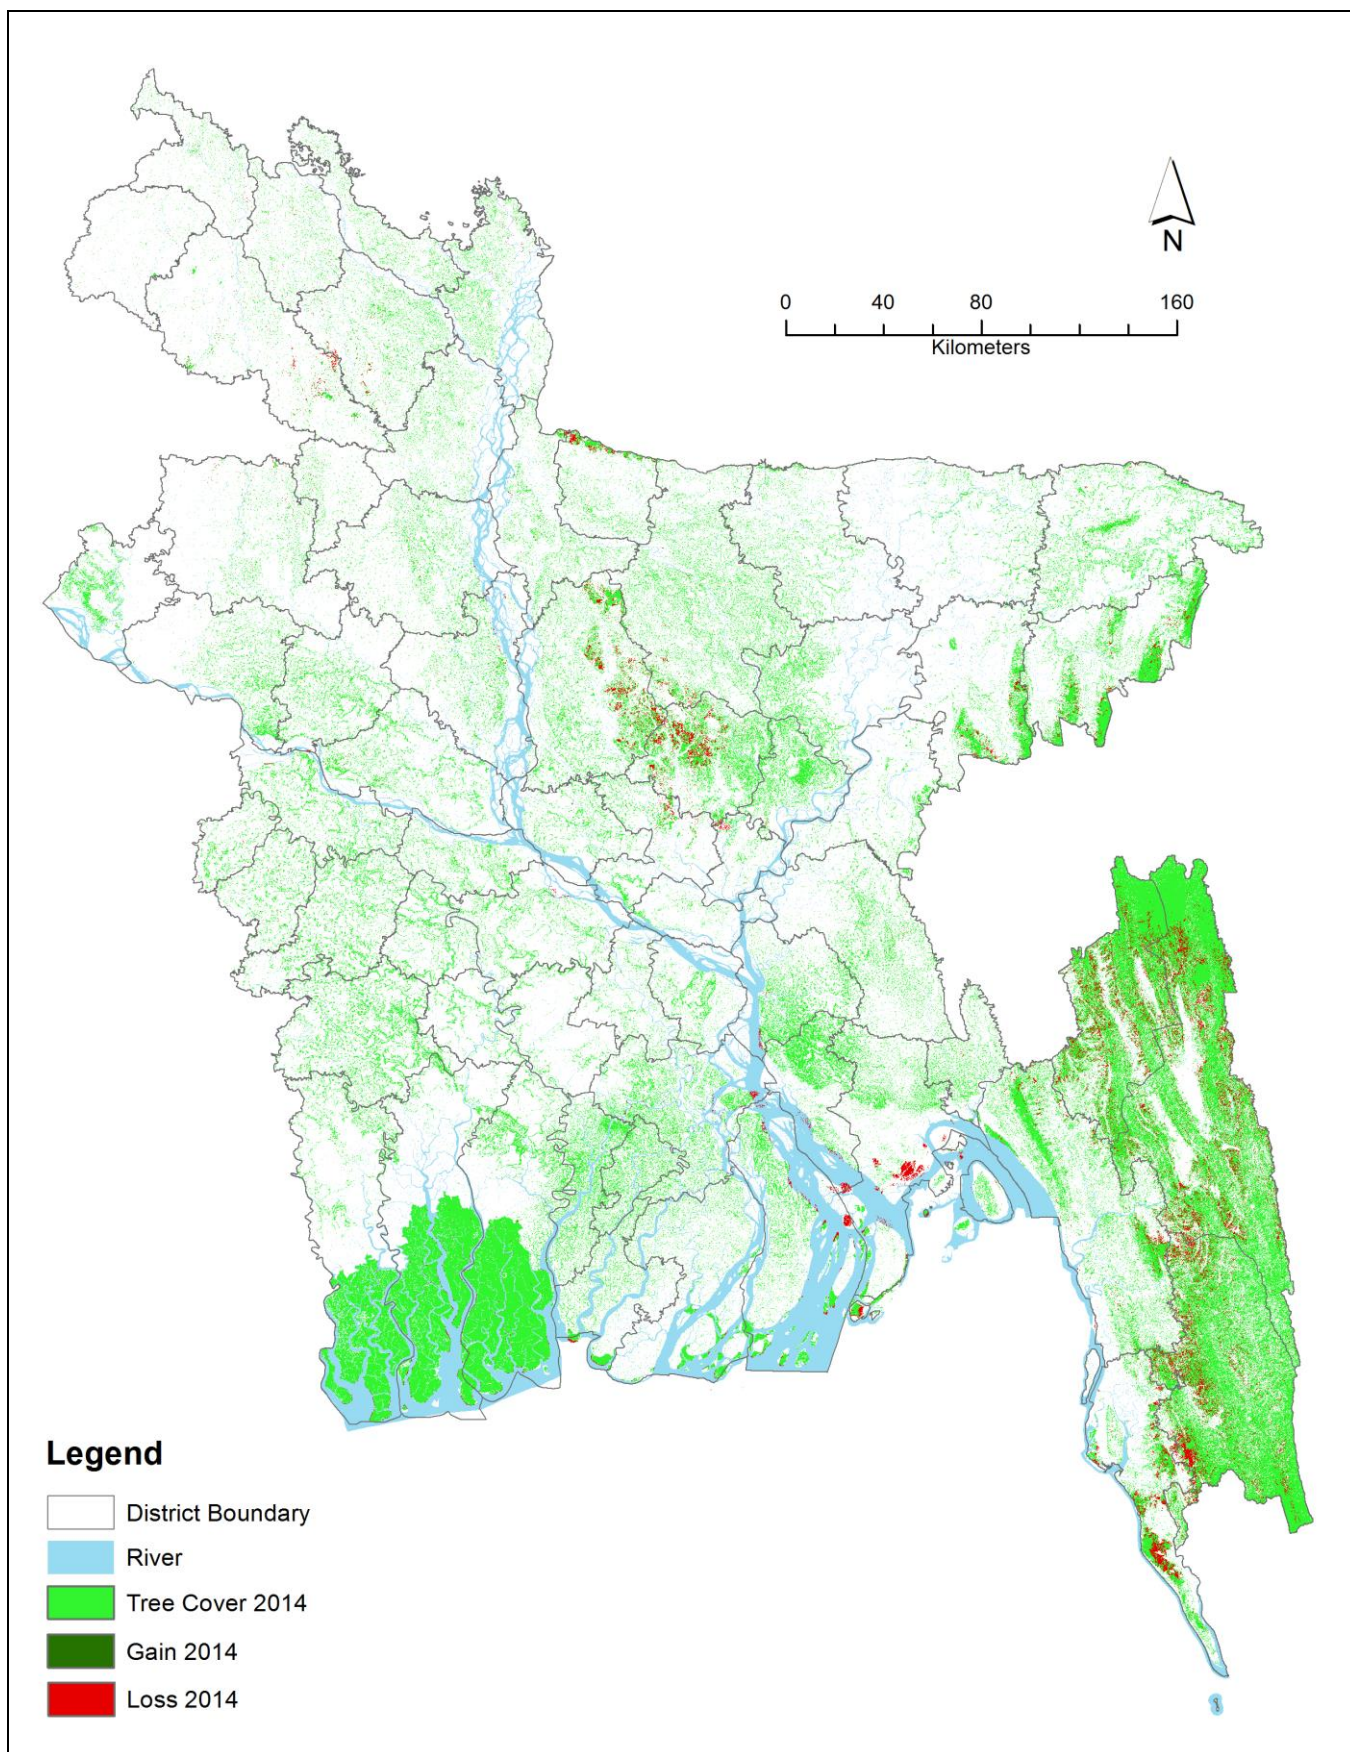 N
0 40 80 160
Kilometers
Legend
District Boundary
River
Tree Cover 2014
Gain 2014
Loss 2014